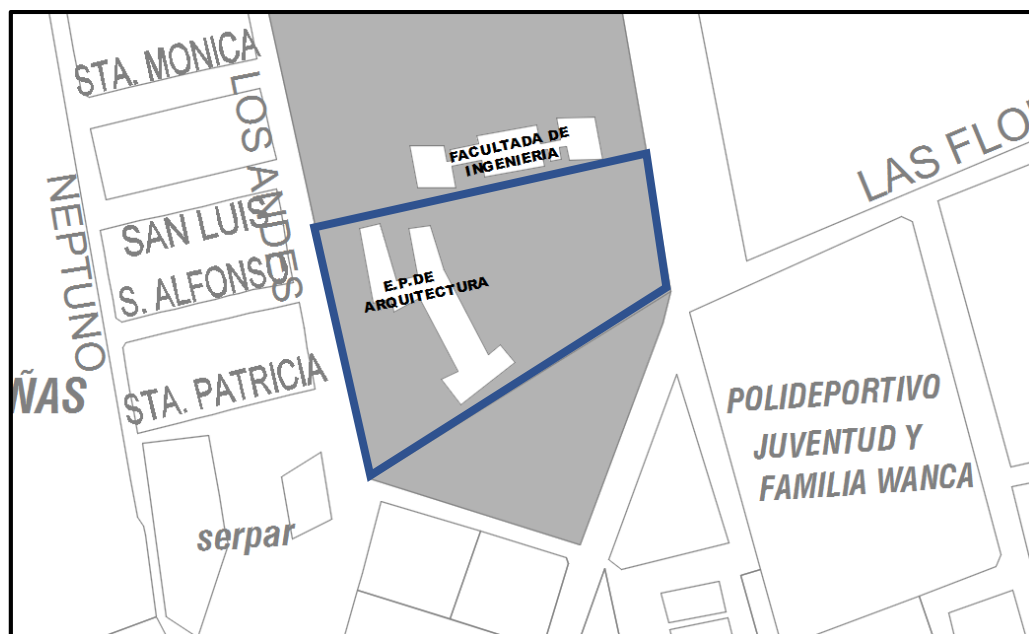 STA. MONICA
LOS ANDES
FACULTADA DE
INGENIERIA
LAS FLO
NEPTUNO
SAN LUIS
S. ALFONSO
E.P.DE
ARQUITECTURA
STA. PATRICIA
ÑAS
POLIDEPORTIVO
JUVENTUD Y
FAMILIA WANCA
serpar